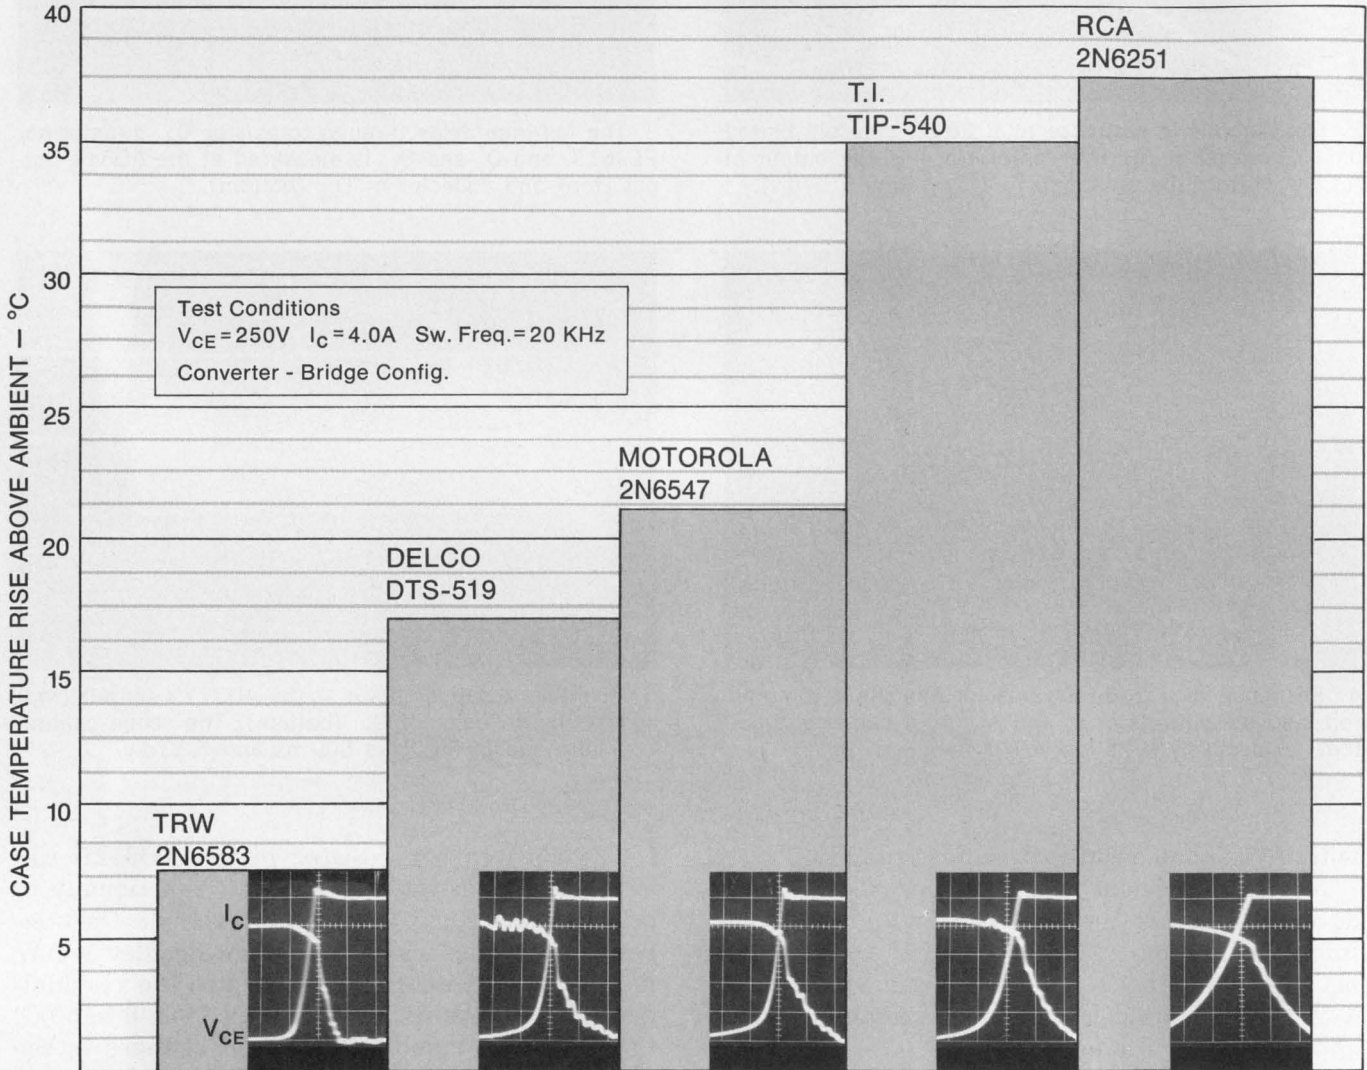 40
RCA
2N6251
T.I.
TIP-540
35
30
Test Conditions
VCE=250V IC=4.0A Sw. Freq.=20 KHz
Converter - Bridge Config.
25
MOTOROLA
2N6547
20
DELCO
DTS-519
15
10
TRW
2N6583
IC
5
VCE
CASE TEMPERATURE RISE ABOVE AMBIENT — °C